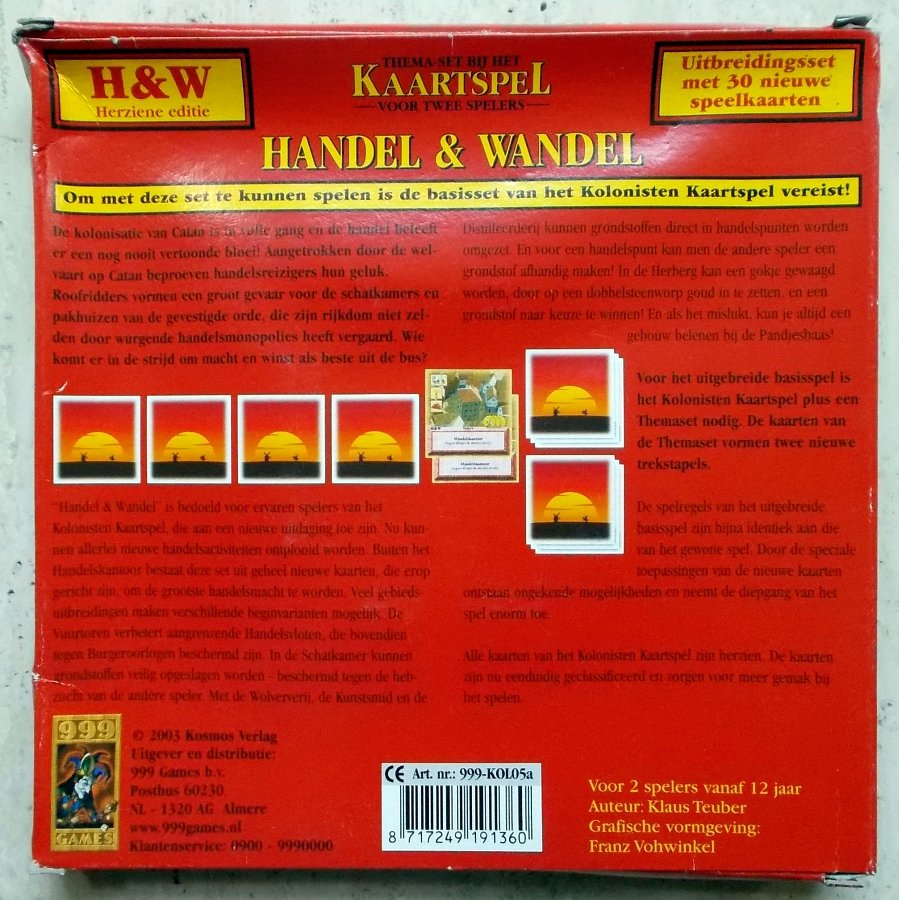 H&W
Herziene editie
THEMA-SET BIJ HET
KAARTSPEL
VOOR TWEE SPELERS
Uitbreidingsset
met 30 nieuwe
speelkaarten
HANDEL & WANDEL
Om met deze set te kunnen spelen is de basisset van het Kolonisten Kaartspel vereist!
De kolonisatie van Catan is in volle gang en de handel beleeft
er een nog nooit vertoonde bloei! Aangetrokken door de wel-
vaart op Catan beproeven handelsreizigers hun geluk.
Roofridders vormen een groot gevaar voor de schatkamers en
pakhuizen van de gevestigde orde, die zijn rijkdom niet zel-
den door wurgende handelsmonopolies heeft vergaard. Wie
komt er in de strijd om macht en winst als beste uit de bus?
"Handel & Wandel" is bedoeld voor ervaren spelers van het
Kolonisten Kaartspel, die aan een nieuwe uitdaging toe zijn. Nu kun-
nen allerlei nieuwe handelsactiviteiten ontplooid worden. Buiten het
Handelskantoor bestaat deze set uit geheel nieuwe kaarten, die erop
gericht zijn, om de grootste handelsmacht te worden. Veel gebieds-
uitbreidingen maken verschillende beginvarianten mogelijk. De
Vuurtoren verbetert aangrenzende Handelsvloten, die bovendien
tegen Burgeroorlogen beschermd zijn. In de Schatkamer kunnen
grondstoffen veilig opgeslagen worden - beschermd tegen de heb-
zucht van de andere speler. Met de Wolververij, de Kunstsmid en de
Distilleerderij kunnen grondstoffen direct in handelspunten worden
omgezet. En voor een handelspunt kan men de andere speler een
grondstof afhandig maken! In de Herberg kan een gokje gewaagd
worden, door op een dobbelsteenworp goud in te zetten, en een
grondstof naar keuze te winnen! En als het mislukt, kun je altijd een
gebouw belenen bij de Pandjesbaas!
H&W
Handelskantoor
Handelskantoor
Voor het uitgebreide basisspel is
het Kolonisten Kaartspel plus een
Themaset nodig. De kaarten van
de Themaset vormen twee nieuwe
trekstapels.
De spelregels van het uitgebreide
basisspel zijn bijna identiek aan die
van het gewone spel. Door de speciale
toepassingen van de nieuwe kaarten
ontstaan ongekende mogelijkheden en neemt de diepgang van het
spel enorm toe.
Alle kaarten van het Kolonisten Kaartspel zijn herzien. De kaarten
zijn nu eenduidig geclassificeerd en zorgen voor meer gemak bij
het spelen.
999
GAMES
© 2003 Kosmos Verlag
Uitgever en distributie:
999 Games b.v.
Postbus 60230
NL - 1320 AG Almere
www.999games.nl
Klantenservice: 0900 - 9990000
CE Art. nr.: 999-KOL05a
8 717249 191360
Voor 2 spelers vanaf 12 jaar
Auteur: Klaus Teuber
Grafische vormgeving:
Franz Vohwinkel